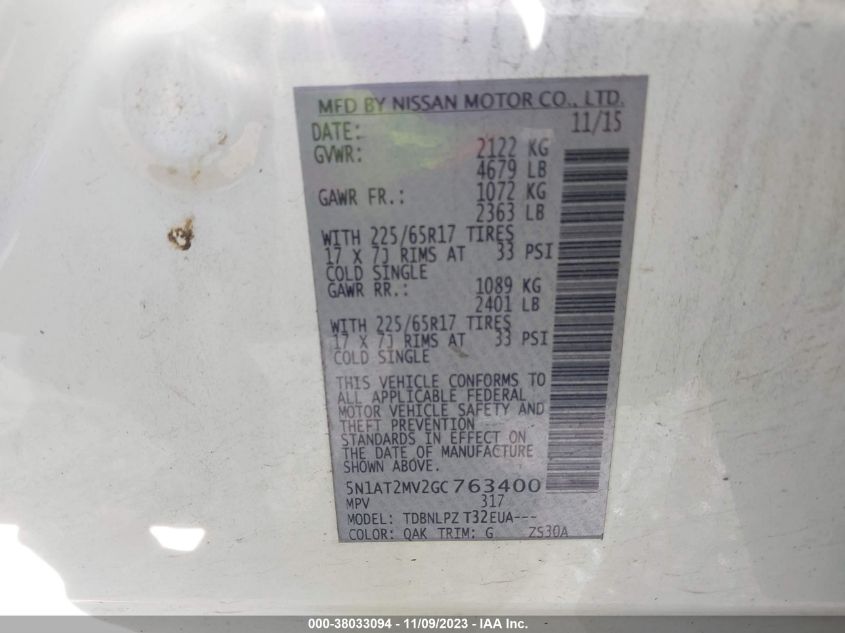 MFD BY NISSAN MOTOR CO., LTD.
DATE: 11/15
GVWR: 2122 KG
4679 LB
GAWR FR.: 1072 KG
2363 LB
WITH 225/65R17 TIRES
17 X 7J RIMS AT 33 PSI
COLD SINGLE
GAWR RR.: 1089 KG
2401 LB
WITH 225/65R17 TIRES
17 X 7J RIMS AT 33 PSI
COLD SINGLE
THIS VEHICLE CONFORMS TO
ALL APPLICABLE FEDERAL
MOTOR VEHICLE SAFETY AND
THEFT PREVENTION
STANDARDS IN EFFECT ON
THE DATE OF MANUFACTURE
SHOWN ABOVE.
5N1AT2MV2GC763400
MPV 317
MODEL: TDBNLPZ T32EUA---
COLOR: QAK TRIM: G ZS30A
000-38033094 - 11/09/2023 - IAA Inc.